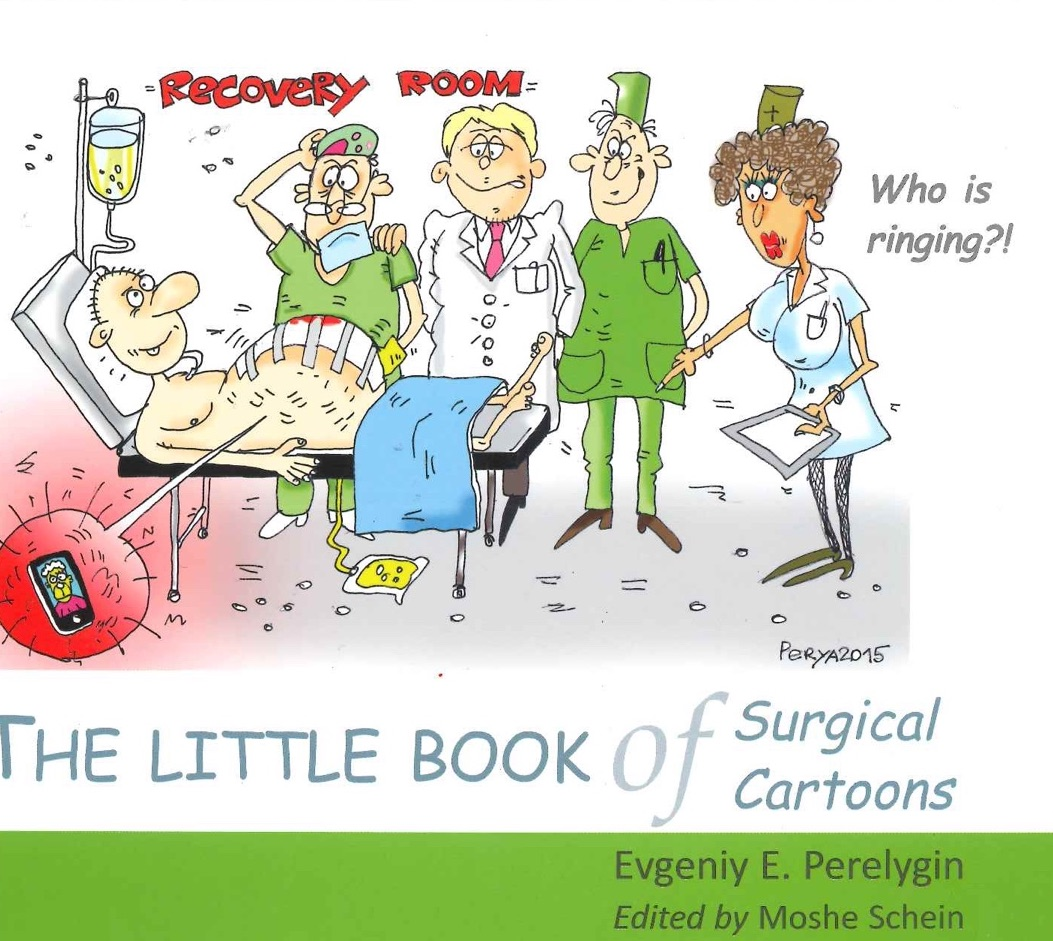 RECOVERY ROOM
Who is
ringing?!
PERYA2015
THE LITTLE BOOK of Surgical
Cartoons
Evgeniy E. Perelygin
Edited by Moshe Schein